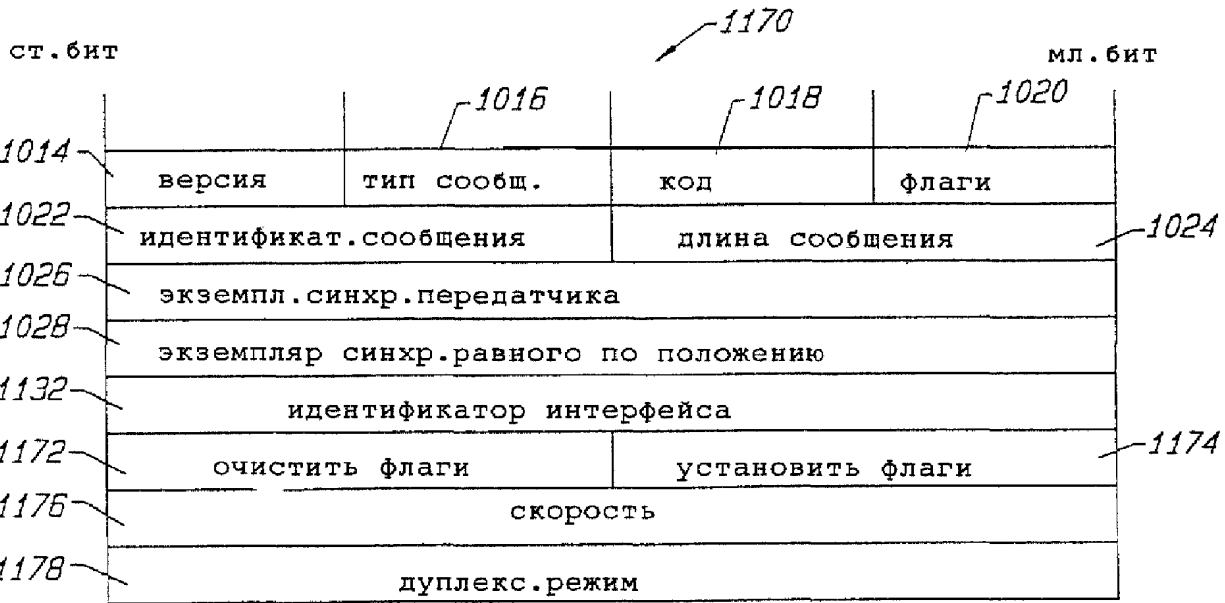 1170
ст.бит
мл.бит
1016
1018
1020
1014
версия
тип сообщ.
код
флаги
1022
идентификат.сообщения
длина сообщения
1024
1026
экземпл.синхр.передатчика
1028
экземпляр синхр.равного по положению
1132
идентификатор интерфейса
1172
очистить флаги
установить флаги
1174
1176
скорость
1178
дуплекс.режим